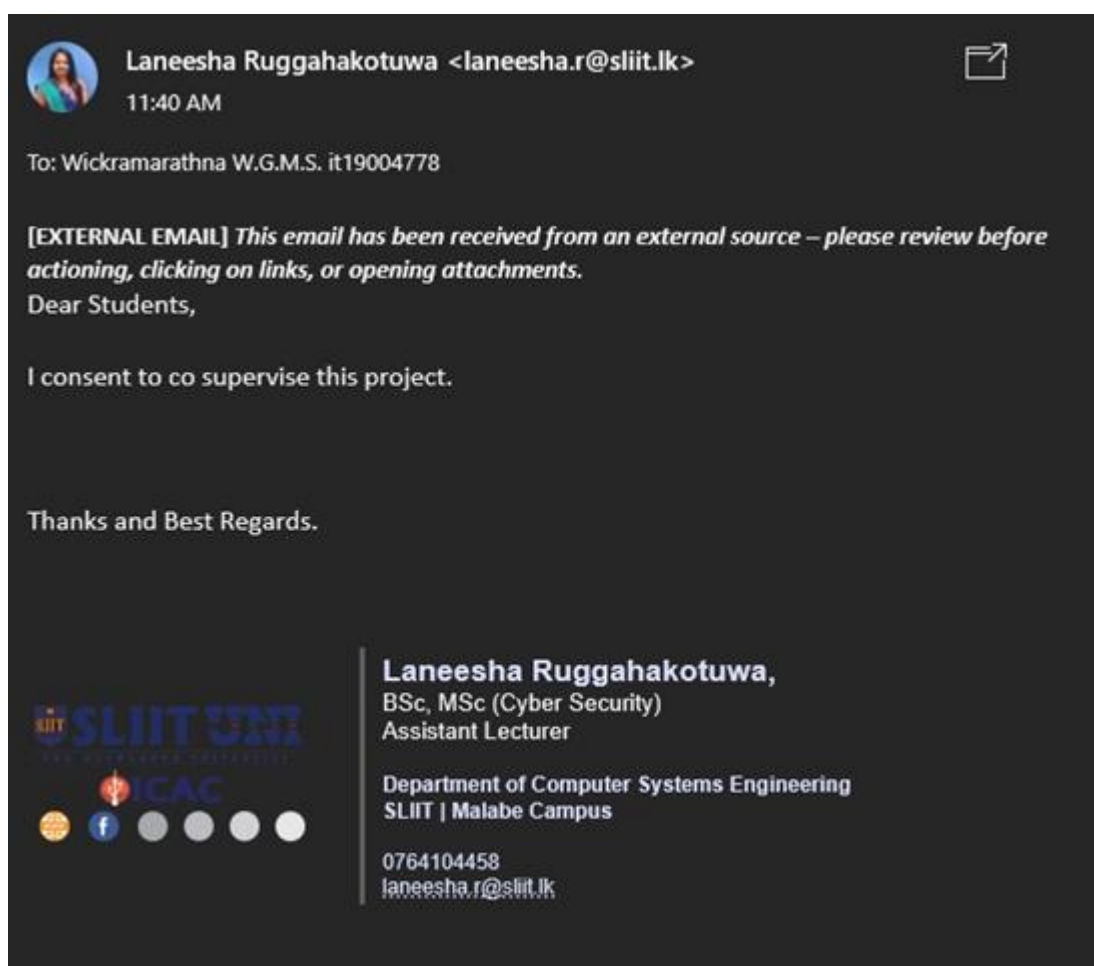 Laneesha Ruggahakotuwa <laneesha.r@sliit.lk>
11:40 AM
To: Wickramarathna W.G.M.S. it19004778
[EXTERNAL EMAIL] This email has been received from an external source – please review before
actioning, clicking on links, or opening attachments.
Dear Students,
I consent to co supervise this project.
Thanks and Best Regards.
SLIIT
SLIIT UNI
ICAC
f
Laneesha Ruggahakotuwa,
BSc, MSc (Cyber Security)
Assistant Lecturer
Department of Computer Systems Engineering
SLIIT | Malabe Campus
0764104458
laneesha.r@sliit.lk